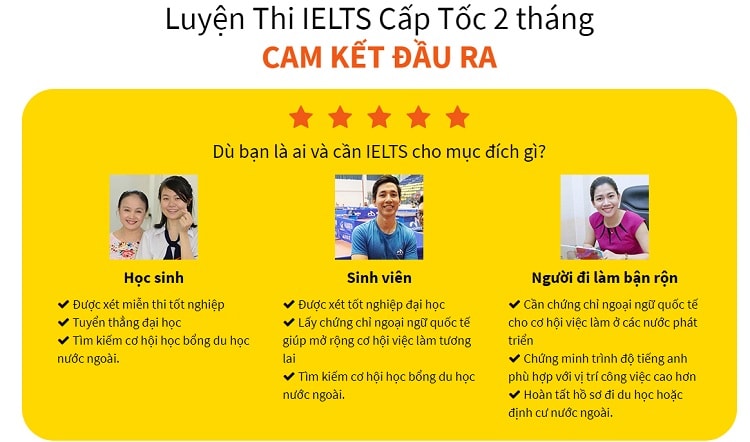 Luyện Thi IELTS Cấp Tốc 2 tháng
CAM KẾT ĐẦU RA
Dù bạn là ai và cần IELTS cho mục đích gì?
Học sinh
✔ Được xét miễn thi tốt nghiệp
✔ Tuyển thẳng đại học
✔ Tìm kiếm cơ hội học bổng du học
nước ngoài.
Sinh viên
✔ Được xét tốt nghiệp đại học
✔ Lấy chứng chỉ ngoại ngữ quốc tế
giúp mở rộng cơ hội việc làm tương
lai
✔ Tìm kiếm cơ hội học bổng du học
nước ngoài.
Người đi làm bận rộn
✔ Cần chứng chỉ ngoại ngữ quốc tế
cho cơ hội việc làm ở các nước phát
triển
✔ Chứng minh trình độ tiếng anh
phù hợp với vị trí công việc cao hơn
✔ Hoàn tất hồ sơ đi du học hoặc
định cư nước ngoài.